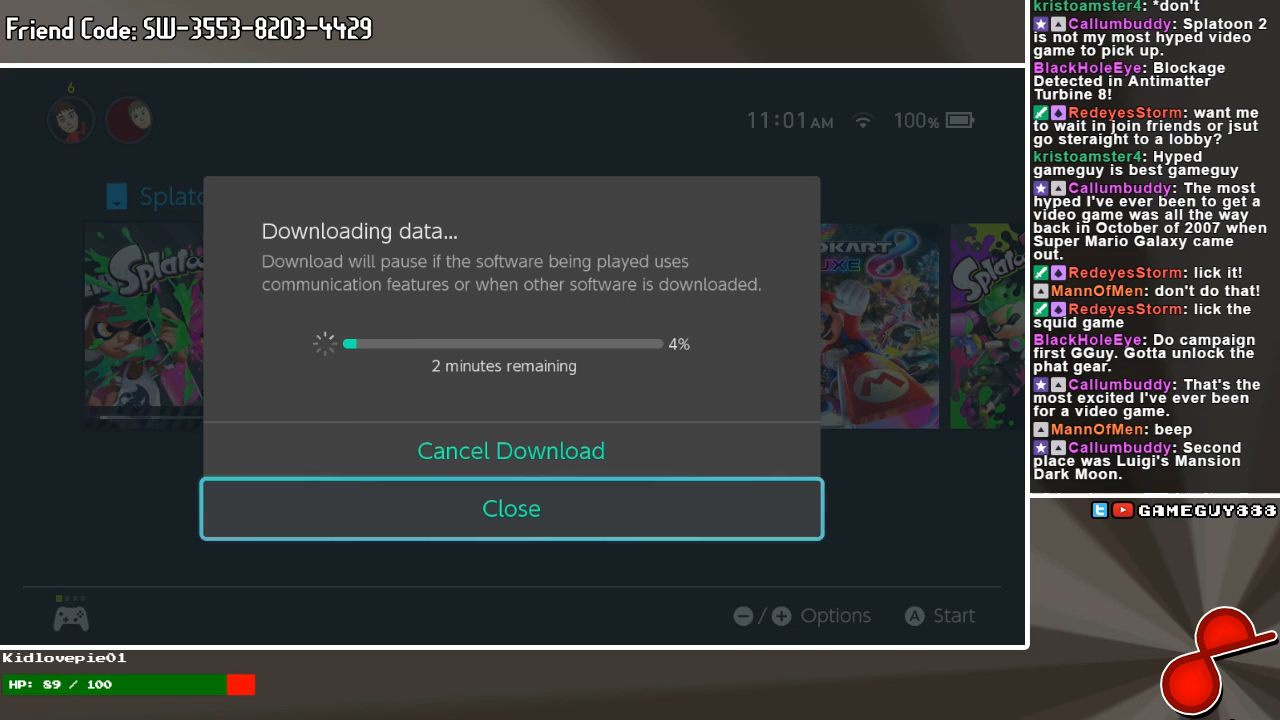 Friend Code: SW-3553-8203-4429
6
11:01 AM
100%
Splato
Downloading data...
Download will pause if the software being played uses
communication features or when other software is downloaded.
4%
2 minutes remaining
Cancel Download
Close
Options
A Start
Kidlovepie01
HP: 89 / 100
kristoamster4: *don't
Callumbuddy: Splatoon 2
is not my most hyped video
game to pick up.
BlackHoleEye: Blockage
Detected in Antimatter
Turbine 8!
RedeyesStorm: want me
to wait in join friends or jsut
go steraight to a lobby?
kristoamster4: Hyped
gameguy is best gameguy
Callumbuddy: The most
hyped I've ever been to get a
video game was all the way
back in October of 2007 when
Super Mario Galaxy came
out.
RedeyesStorm: lick it!
MannOfMen: don't do that!
RedeyesStorm: lick the
squid game
BlackHoleEye: Do campaign
first GGuy. Gotta unlock the
phat gear.
Callumbuddy: That's the
most excited I've ever been
for a video game.
MannOfMen: beep
Callumbuddy: Second
place was Luigi's Mansion
Dark Moon.
GAMEGUY888